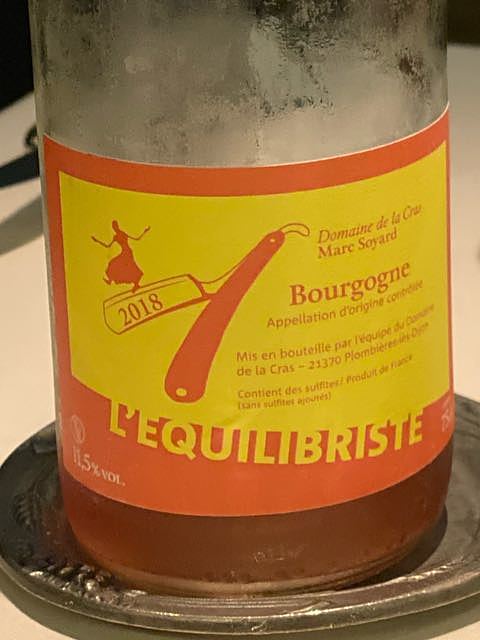 Domaine de la Cras
Marc Soyard
2018
Bourgogne
Appellation d'origine contrôlée
Mis en bouteille par l'équipe du Domaine
de la Cras – 21370 Plombières-lès-Dijon
Contient des sulfites / Produit de France
(sans sulfites ajoutés)
L'EQUILIBRISTE
11,5% VOL.